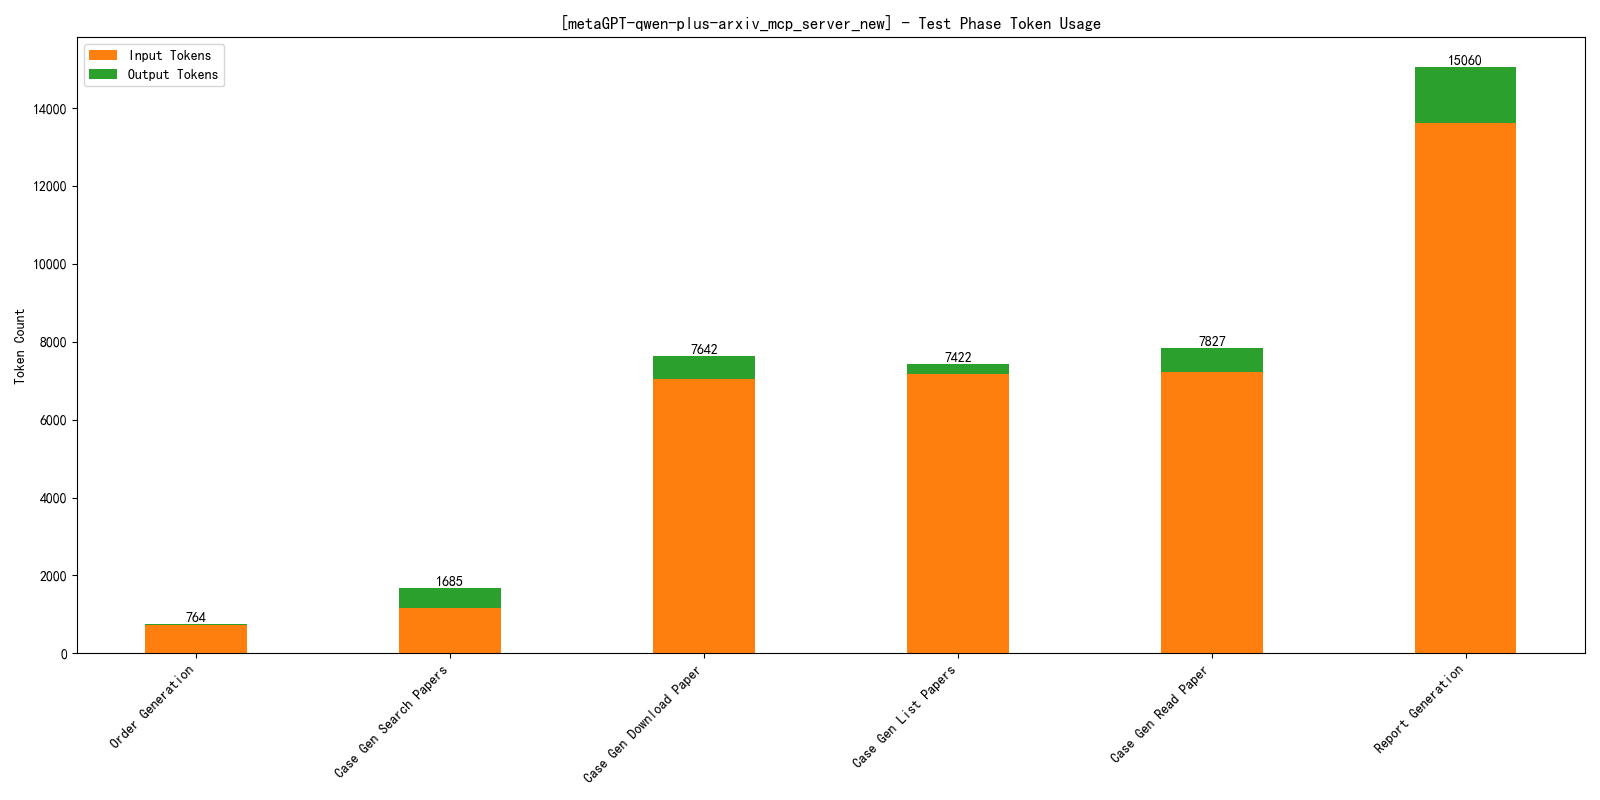 [metaGPT-qwen-plus-arxiv_mcp_server_new] - Test Phase Token Usage
Input Tokens
Output Tokens
Token Count
14000
12000
10000
8000
6000
4000
2000
0
764
1685
7642
7422
7827
15060
Order Generation
Case Gen Search Papers
Case Gen Download Paper
Case Gen List Papers
Case Gen Read Paper
Report Generation